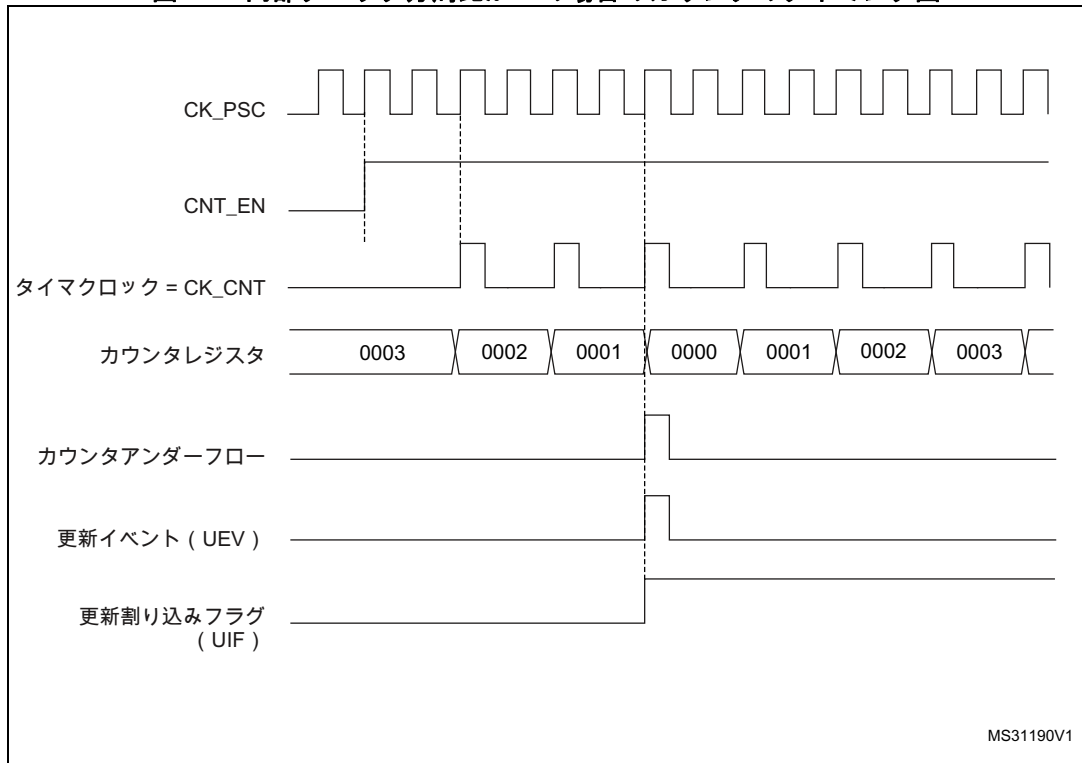 CK_PSC
CNT_EN
タイマクロック = CK_CNT
カウンタレジスタ 0003 0002 0001 0000 0001 0002 0003
カウンタアンダーフロー
更新イベント ( UEV )
更新割り込みフラグ
( UIF )
MS31190V1